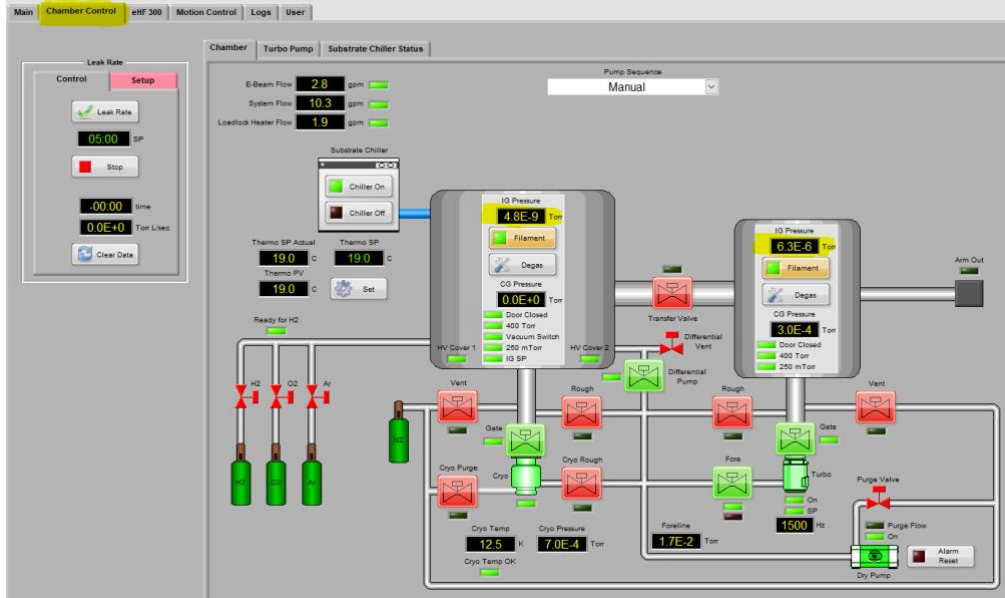 Main Chamber Control eHF 300 Motion Control Logs User
Leak Rate
Control Setup
Leak Rate
05:00 SP
Stop
-00:00 time
0.0E+0 Torr L/sec
Clear Data
Chamber Turbo Pump Substrate Chiller Status
E-Beam Flow 2.8 gpm
System Flow 10.3 gpm
Loadlock Heater Flow 1.9 gpm
Pump Sequence
Manual
Substrate Chiller
Chiller On
Chiller Off
Thermo SP Actual Thermo SP
19.0 C 19.0 C
Thermo PV
19.0 C Set
IG Pressure
4.8E-9 Torr
Filament
Degas
CG Pressure
0.0E+0 Torr
Door Closed
400 Torr
Vacuum Switch
250 mTorr
IG SP
HV Cover 1 HV Cover 2
Transfer Valve
IG Pressure
6.3E-6 Torr
Filament
Degas
CG Pressure
3.0E-4 Torr
Door Closed
400 Torr
250 mTorr
Arm Out
Ready for H2
H2 O2 Ar
H2 O2 Ar
N2
Differential Vent
Differential Pump
Vent Rough Rough Vent
Gate Gate
Cryo Purge Cryo Cryo Rough Fore Turbo
On
SP
1500 Hz
Purge Valve
Purge Flow
On
Cryo Temp Cryo Pressure Foreline
12.5 K 7.0E-4 Torr 1.7E-2 Torr
Cryo Temp OK
Dry Pump
Alarm Reset